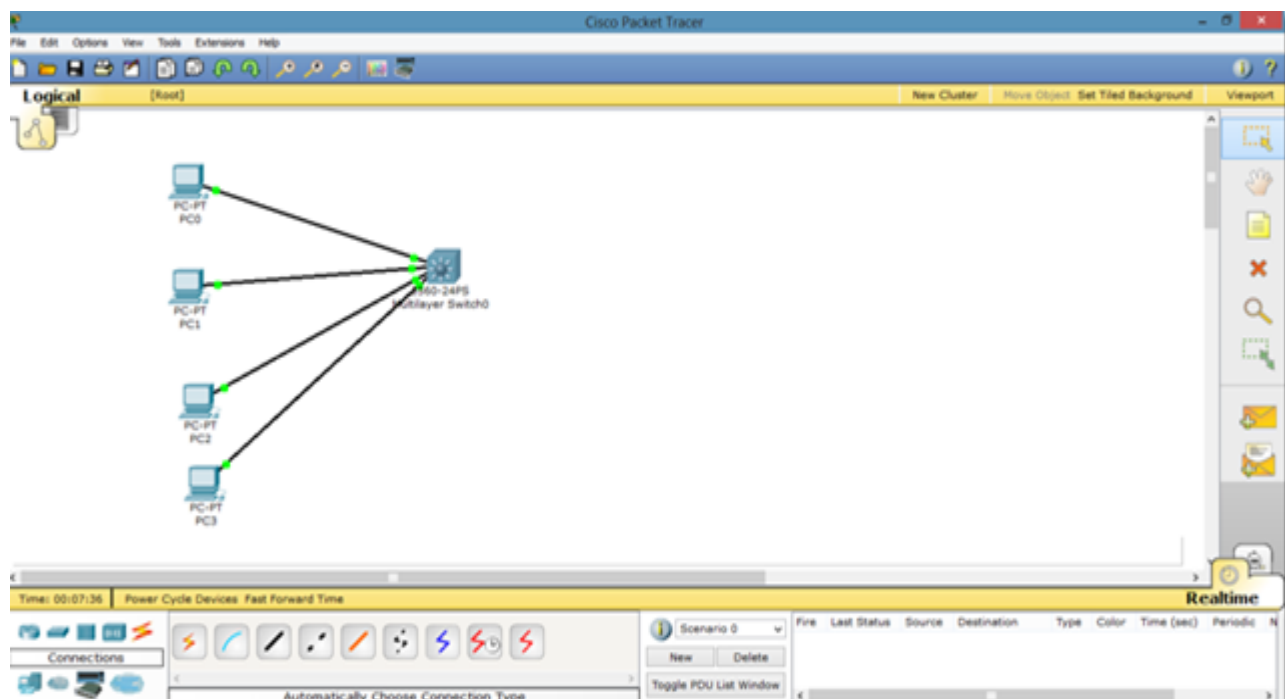 Cisco Packet Tracer
File Edit Options View Tools Extensions Help
Logical [Root] New Cluster Move Object Set Tiled Background Viewport
PC-PT
PC0
PC-PT
PC1
3560-24PS
Multilayer Switch0
PC-PT
PC2
PC-PT
PC3
Time: 00:07:36 Power Cycle Devices Fast Forward Time Realtime
Scenario 0
Fire Last Status Source Destination Type Color Time (sec) Periodic N
Connections
New Delete
Toggle PDU List Window
Automatically Choose Connection Type